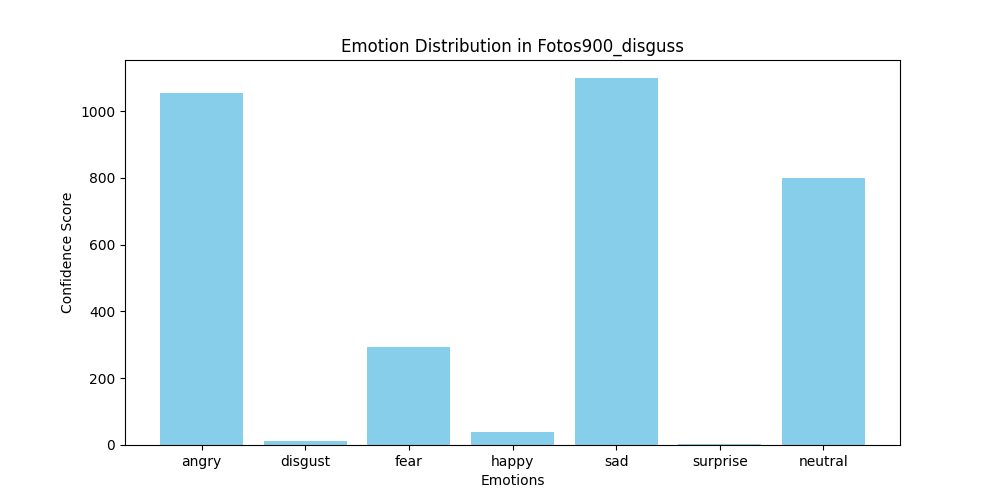 Emotion Distribution in Fotos900_disguss
Confidence Score
1000
800
600
400
200
0
angry disgust fear happy sad surprise neutral
Emotions